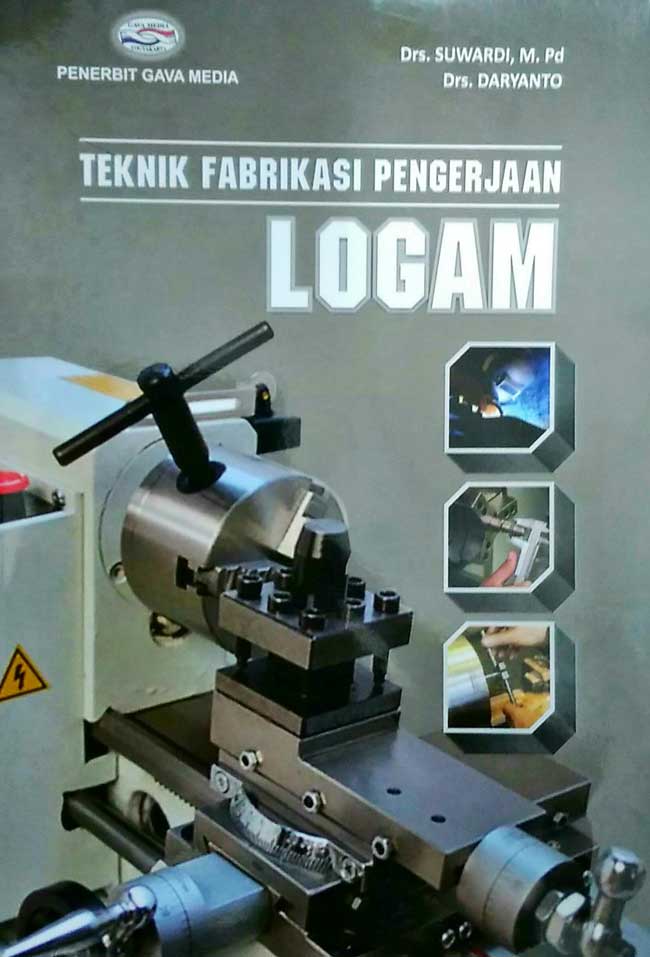 GAVA MEDIA
YOGYAKARTA
PENERBIT GAVA MEDIA
Drs. SUWARDI, M. Pd
Drs. DARYANTO
TEKNIK FABRIKASI PENGERJAAN
LOGAM